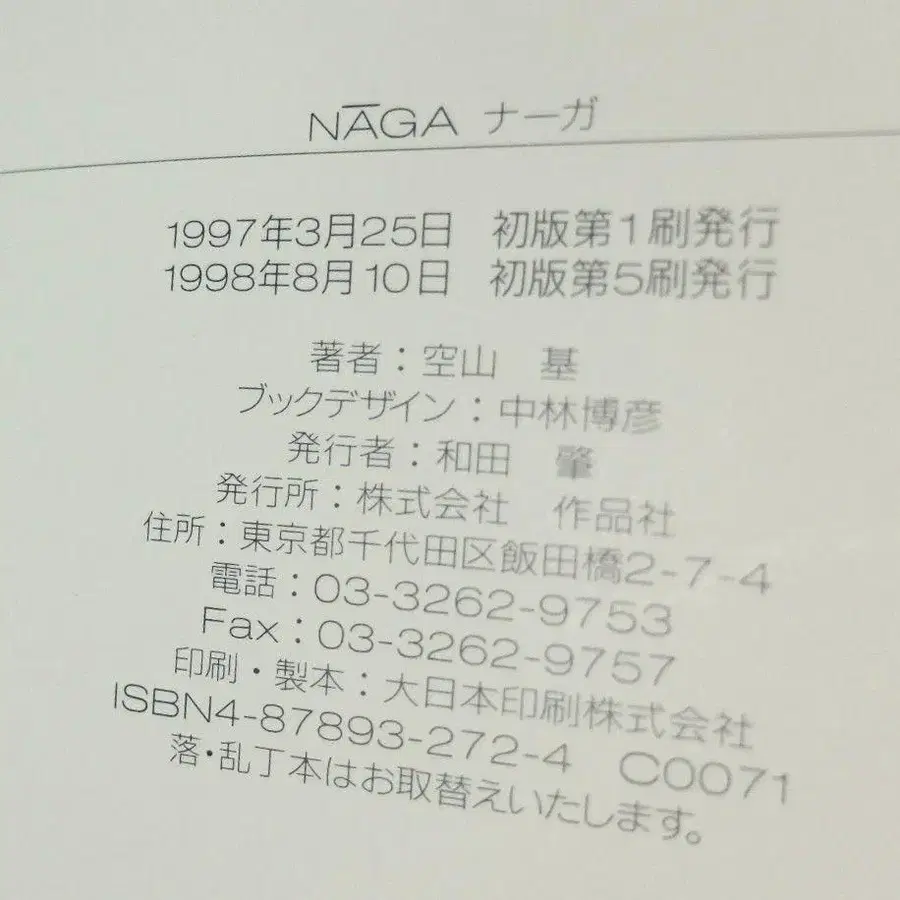 NĀGA ナーガ
1997年3月25日 初版第1刷発行
1998年8月10日 初版第5刷発行
著者：空山 基
ブックデザイン：中林博彦
発行者：和田 肇
発行所：株式会社 作品社
住所：東京都千代田区飯田橋2-7-4
電話：03-3262-9753
Fax：03-3262-9757
印刷・製本：大日本印刷株式会社
ISBN4-87893-272-4 C0071
落・乱丁本はお取替えいたします。